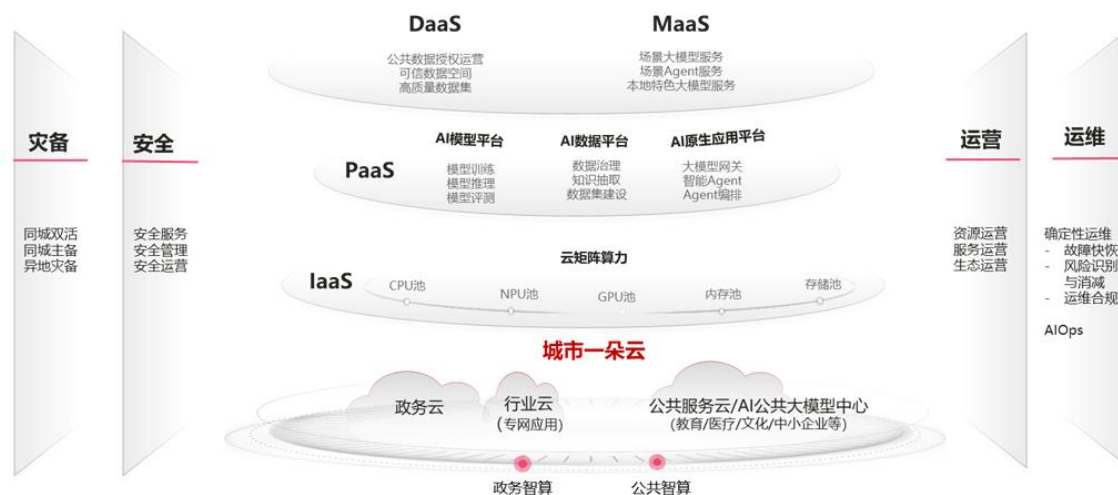 DaaS
MaaS
公共数据授权运营
可信数据空间
高质量数据集
场景大模型服务
场景Agent服务
本地特色大模型服务
灾备
同城双活
同城主备
异地灾备
安全
安全服务
安全管理
安全运营
PaaS
AI模型平台
模型训练
模型推理
模型评测
AI数据平台
数据治理
知识抽取
数据集建设
AI原生应用平台
大模型网关
智能Agent
Agent编排
IaaS
云矩阵算力
CPU池
NPU池
GPU池
内存池
存储池
城市一朵云
政务云
行业云
(专网应用)
公共服务云/AI公共大模型中心
(教育/医疗/文化/中小企业等)
政务智算
公共智算
运营
资源运营
服务运营
生态运营
运维
确定性运维
- 故障快恢
- 风险识别
与消减
- 运维合规
AIOps